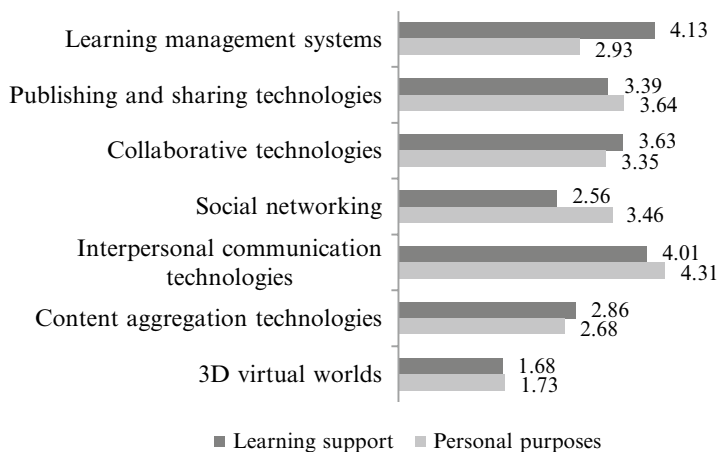 Learning management systems
4.13
2.93
Publishing and sharing technologies
3.39
3.64
Collaborative technologies
3.63
3.35
Social networking
2.56
3.46
Interpersonal communication
technologies
4.01
4.31
Content aggregation technologies
2.86
2.68
3D virtual worlds
1.68
1.73
Learning support Personal purposes